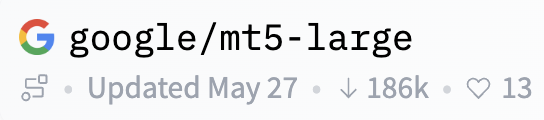 google/mt5-large
• Updated May 27 • ↓ 186k • ♡ 13